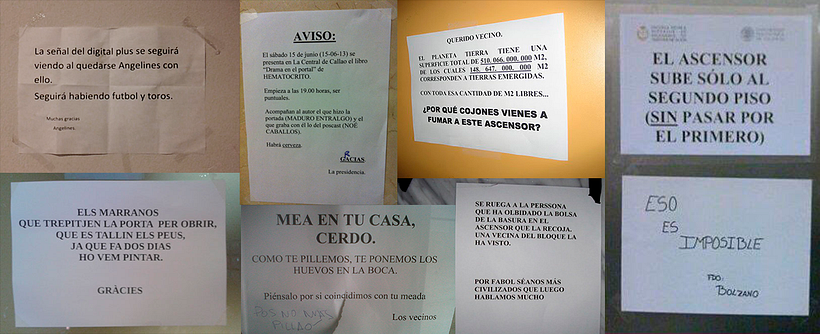 La señal del digital plus se seguirá
viendo al quedarse Angelines con
ello.
Seguirá habiendo futbol y toros.
Muchas gracias
Angelines.
AVISO:
El sábado 15 de junio (15-06-13) se
presenta en La Central de Callao el libro
"Drama en el portal" de
HEMATOCRITO.
Empieza a las 19.00 horas, ser
puntuales.
Acompañan al autor el que hizo la
portada (MADURO ENTRALGO) y el
que graba con él lo del poscast (NOÉ
CABALLOS).
Habrá cerveza.
R
GACIAS.
La presidencia.
QUERIDO VECINO.
EL PLANETA TIERRA TIENE UNA
SUPERFICIE TOTAL DE 510, 066, 000, 000 M2,
DE LOS CUALES 148, 647, 000, 000 M2
CORRESPONDEN A TIERRAS EMERGIDAS.
CON TODA ESA CANTIDAD DE M2 LIBRES...
¿POR QUÉ COJONES VIENES A
FUMAR A ESTE ASCENSOR?
EL ASCENSOR
SUBE SÓLO AL
SEGUNDO PISO
(SIN PASAR POR
EL PRIMERO)
ELS MARRANOS
QUE TREPITJEN LA PORTA PER OBRIR,
QUE ES TALLIN ELS PEUS,
JA QUE FA DOS DIAS
HO VEM PINTAR.
GRÀCIES
MEA EN TU CASA,
CERDO.
COMO TE PILLEMOS, TE PONEMOS LOS
HUEVOS EN LA BOCA.
Piénsalo por si coincidimos con tu meada
Los vecinos
SE RUEGA A LA PERSSONA
QUE HA OLBIDADO LA BOLSA
DE LA BASURA EN EL
ASCENSOR QUE LA RECOJA.
UNA VECINA DEL BLOQUE LA
HA VISTO.
POR FABOL SÉANOS MÁS
CIVILIZADOS QUE LUEGO
HABLAMOS MUCHO
ESO
ES
IMPOSIBLE
FDO:
BOLZANO